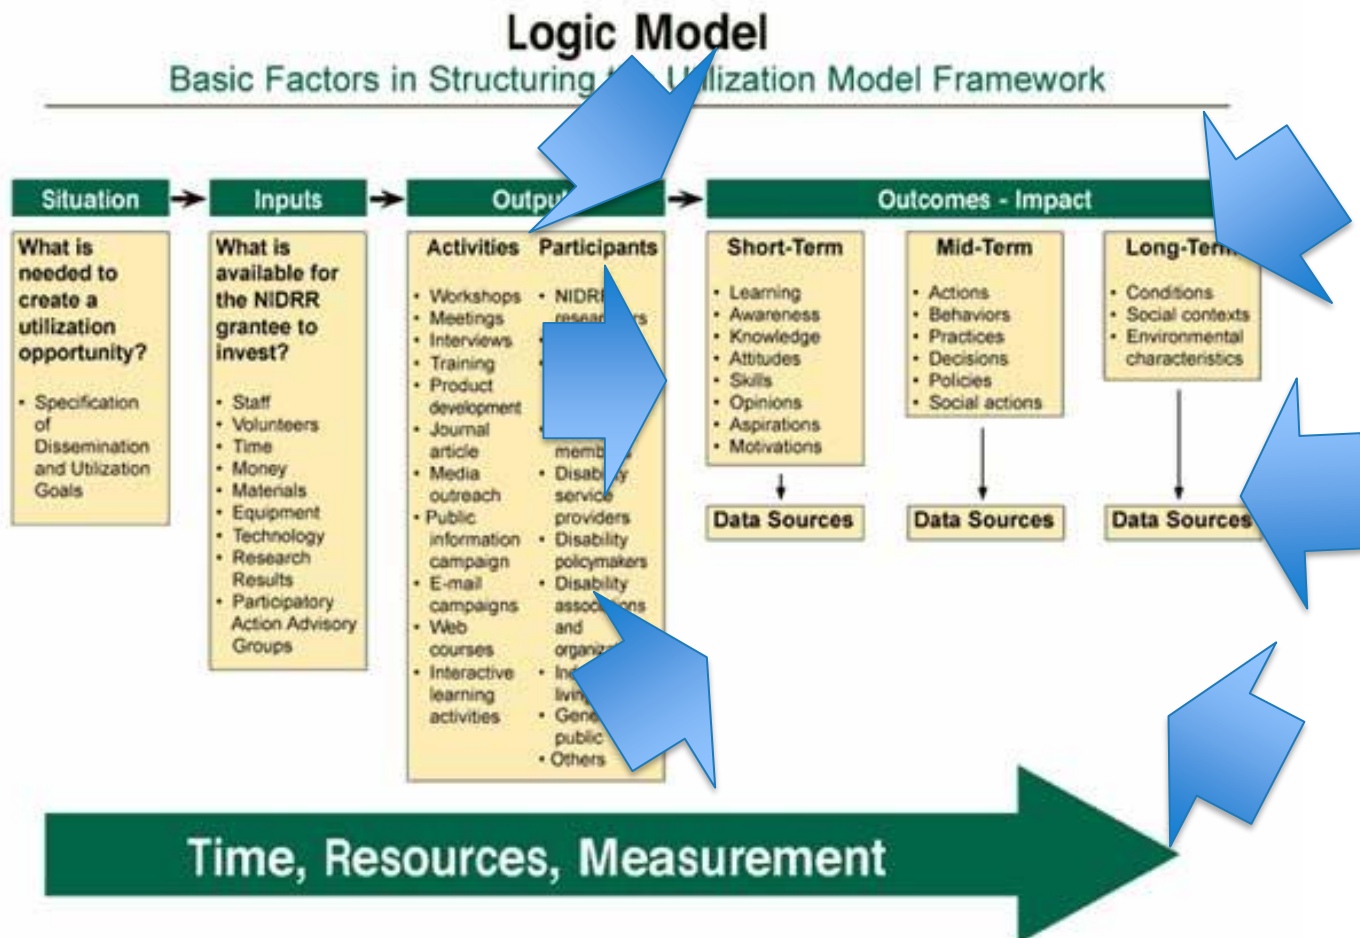 Logic Model
Basic Factors in Structuring Utilization Model Framework
Situation
Inputs
Outcomes - Impact
What is
needed to
create a
utilization
opportunity?
• Specification
of
Dissemination
and Utilization
Goals
What is
available for
the NIDRR
grantee to
invest?
• Staff
• Volunteers
• Time
• Money
• Materials
• Equipment
• Technology
• Research
Results
• Participatory
Action Advisory
Groups
Activities
• Workshops
• Meetings
• Interviews
• Training
• Product
development
• Journal
article
• Media
outreach
• Public
information
campaign
• E-mail
campaigns
• Web
courses
• Interactive
learning
activities
Participants
service
providers
• Disability
policymakers
• Disability
and
public
• Others
Short-Term
• Learning
• Awareness
• Knowledge
• Attitudes
• Skills
• Opinions
• Aspirations
• Motivations
Data Sources
Mid-Term
• Actions
• Behaviors
• Practices
• Decisions
• Policies
• Social actions
Data Sources
Long-Term
• Conditions
• Social contexts
• Environmental
characteristics
Data Sources
Time, Resources, Measurement